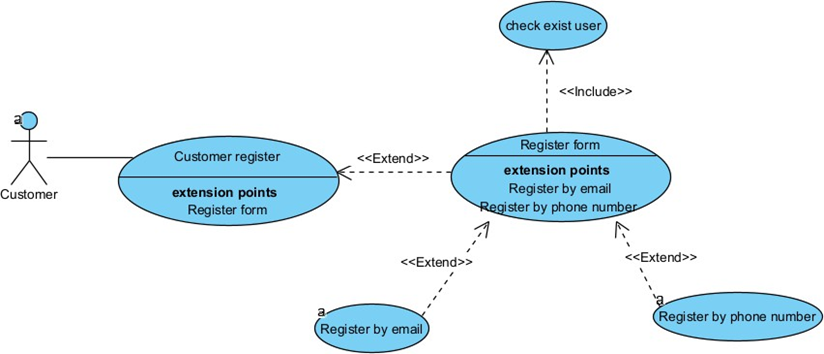 check exist user
<<Include>>
a
Customer
Customer register
extension points
Register form
<<Extend>>
Register form
extension points
Register by email
Register by phone number
<<Extend>>
<<Extend>>
a
Register by email
a
Register by phone number